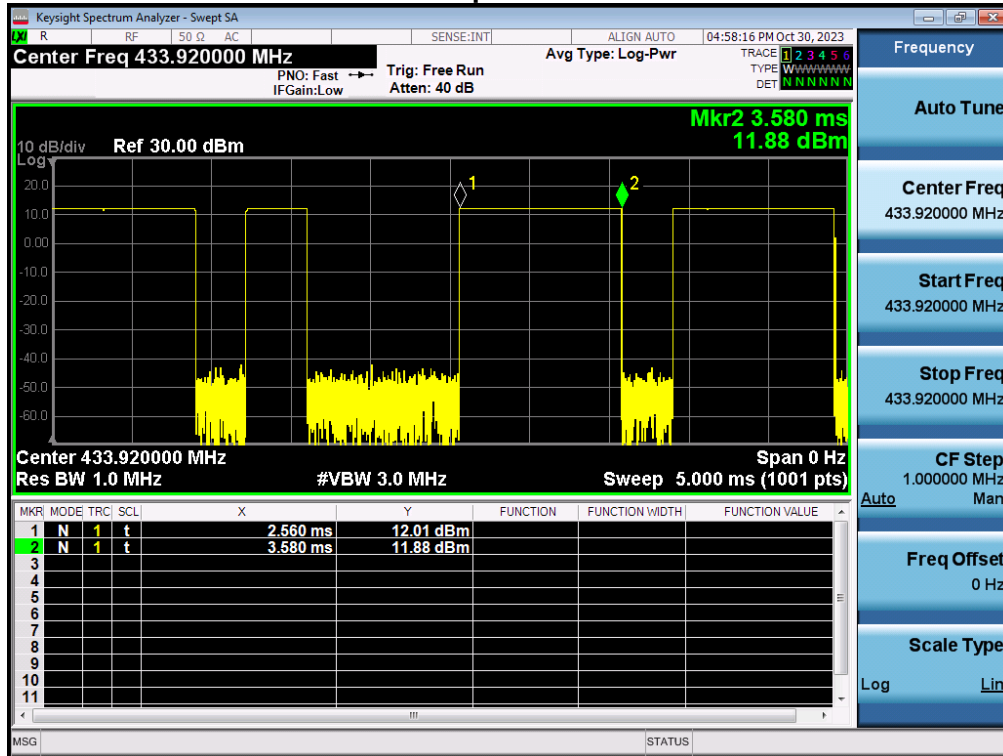 Keysight Spectrum Analyzer - Swept SA
LXI R RF 50 Ω AC SENSE:INT ALIGN AUTO 04:58:16 PM Oct 30, 2023
Center Freq 433.920000 MHz
PNO: Fast
IFGain:Low
Trig: Free Run
Atten: 40 dB
Avg Type: Log-Pwr
TRACE 1 2 3 4 5 6
TYPE WWWWWW
DET N N N N N N
Mkr2 3.580 ms
11.88 dBm
10 dB/div Ref 30.00 dBm
Log
20.0
10.0
0.00
-10.0
-20.0
-30.0
-40.0
-50.0
-60.0
1
2
Center 433.920000 MHz Span 0 Hz
Res BW 1.0 MHz #VBW 3.0 MHz Sweep 5.000 ms (1001 pts)
MKR MODE TRC SCL X Y FUNCTION FUNCTION WIDTH FUNCTION VALUE
1 N 1 t 2.560 ms 12.01 dBm
2 N 1 t 3.580 ms 11.88 dBm
3
4
5
6
7
8
9
10
11
MSG STATUS
Frequency
Auto Tune
Center Freq
433.920000 MHz
Start Freq
433.920000 MHz
Stop Freq
433.920000 MHz
CF Step
1.000000 MHz
Auto Man
Freq Offset
0 Hz
Scale Type
Log Lin